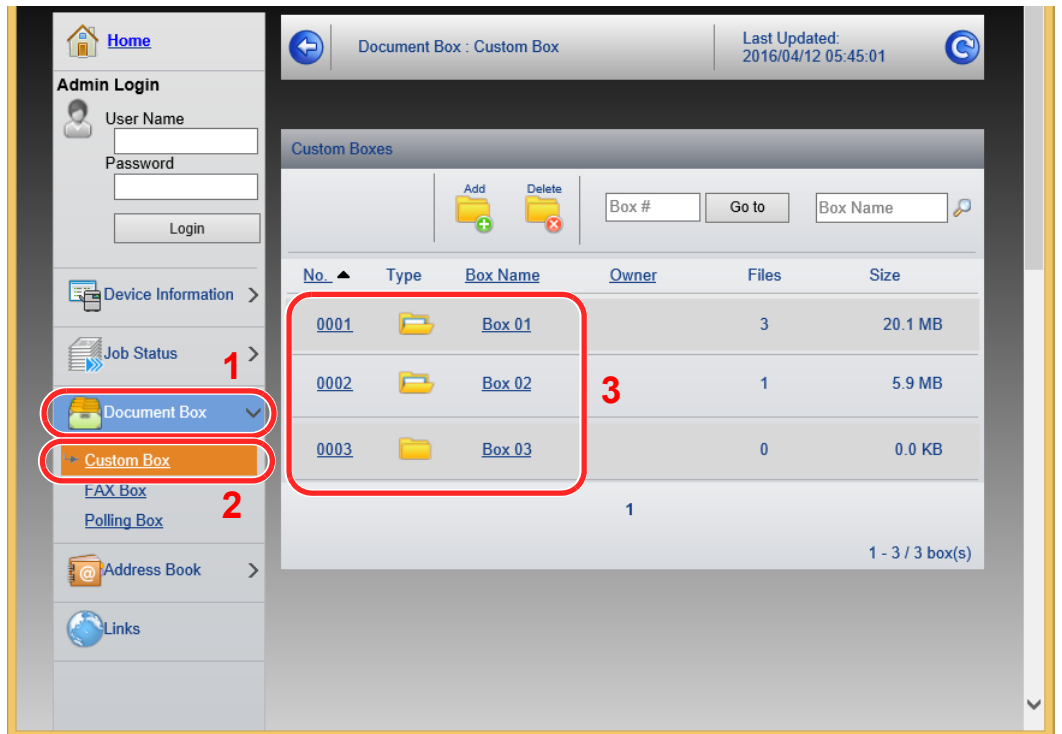 Home
Admin Login
User Name
Password
Login
Device Information
Job Status
1
Document Box
Custom Box
FAX Box
2
Polling Box
Address Book
@
Links
Document Box : Custom Box
Last Updated:
2016/04/12 05:45:01
Custom Boxes
Add Delete
Box # Go to Box Name
No. Type Box Name Owner Files Size
0001 Box 01 3 20.1 MB
0002 Box 02 1 5.9 MB
3
0003 Box 03 0 0.0 KB
1
1 - 3 / 3 box(s)